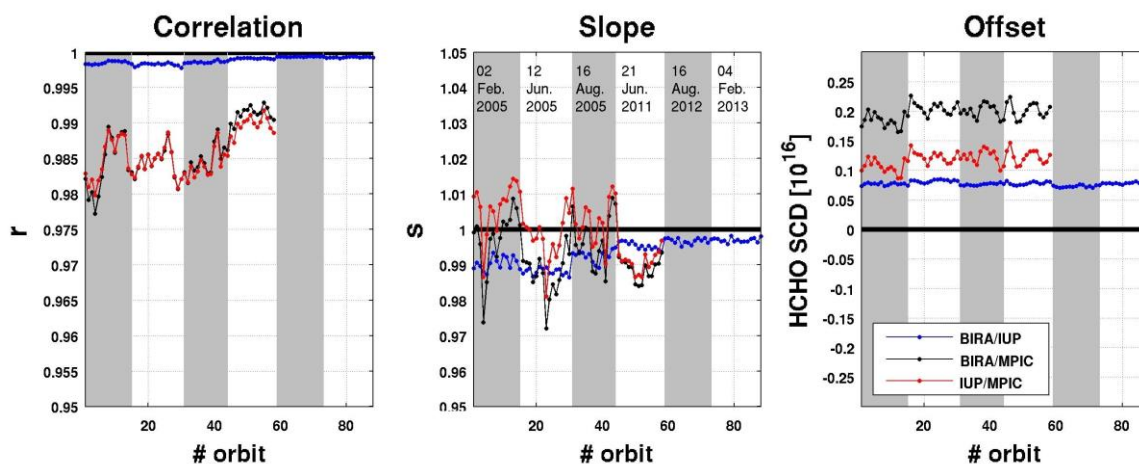 Correlation
1
0.995
0.99
0.985
0.98
0.975
0.97
0.965
0.96
0.955
0.95
r
20 40 60 80
# orbit
Slope
1.05
1.04
1.03
1.02
1.01
1
0.99
0.98
0.97
0.96
0.95
s
02 12 16 21 16 04
Feb. Jun. Aug. Jun. Aug. Feb.
2005 2005 2005 2011 2012 2013
20 40 60 80
# orbit
Offset
0.25
0.2
0.15
0.1
0.05
0
-0.05
-0.1
-0.15
-0.2
-0.25
HCHO SCD [10^16]
BIRA/IUP
BIRA/MPIC
IUP/MPIC
20 40 60 80
# orbit